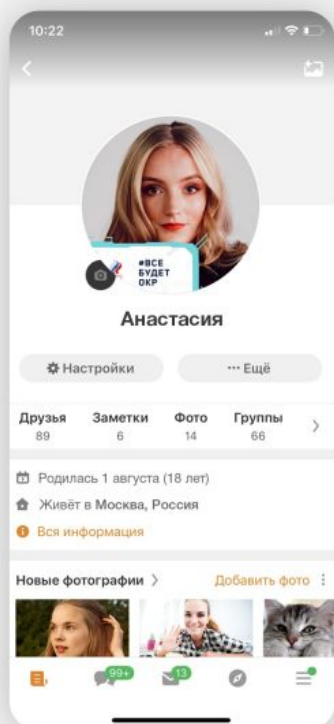 10:22
#ВСЕ
БУДЕТ
ОКР
Анастасия
Настройки
··· Ещё
Друзья Заметки Фото Группы
89 6 14 66
Родилась 1 августа (18 лет)
Живёт в Москва, Россия
Вся информация
Новые фотографии Добавить фото
99+ 13